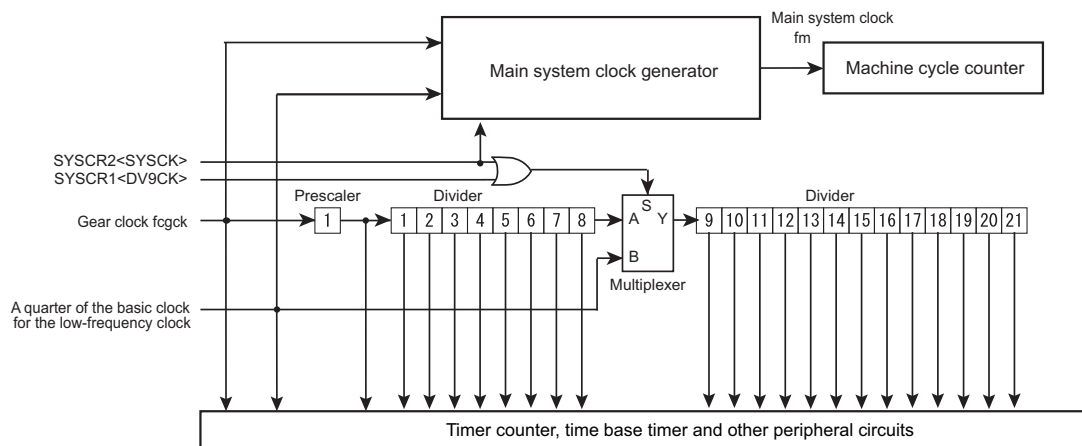 Main system clock
fm
Main system clock generator
Machine cycle counter
SYSCR2<SYSCK>
SYSCR1<DV9CK>
Prescaler
Divider
S
Divider
Gear clock fcgck
1
1 2 3 4 5 6 7 8
A
Y
9 10 11 12 13 14 15 16 17 18 19 20 21
B
Multiplexer
A quarter of the basic clock
for the low-frequency clock
Timer counter, time base timer and other peripheral circuits